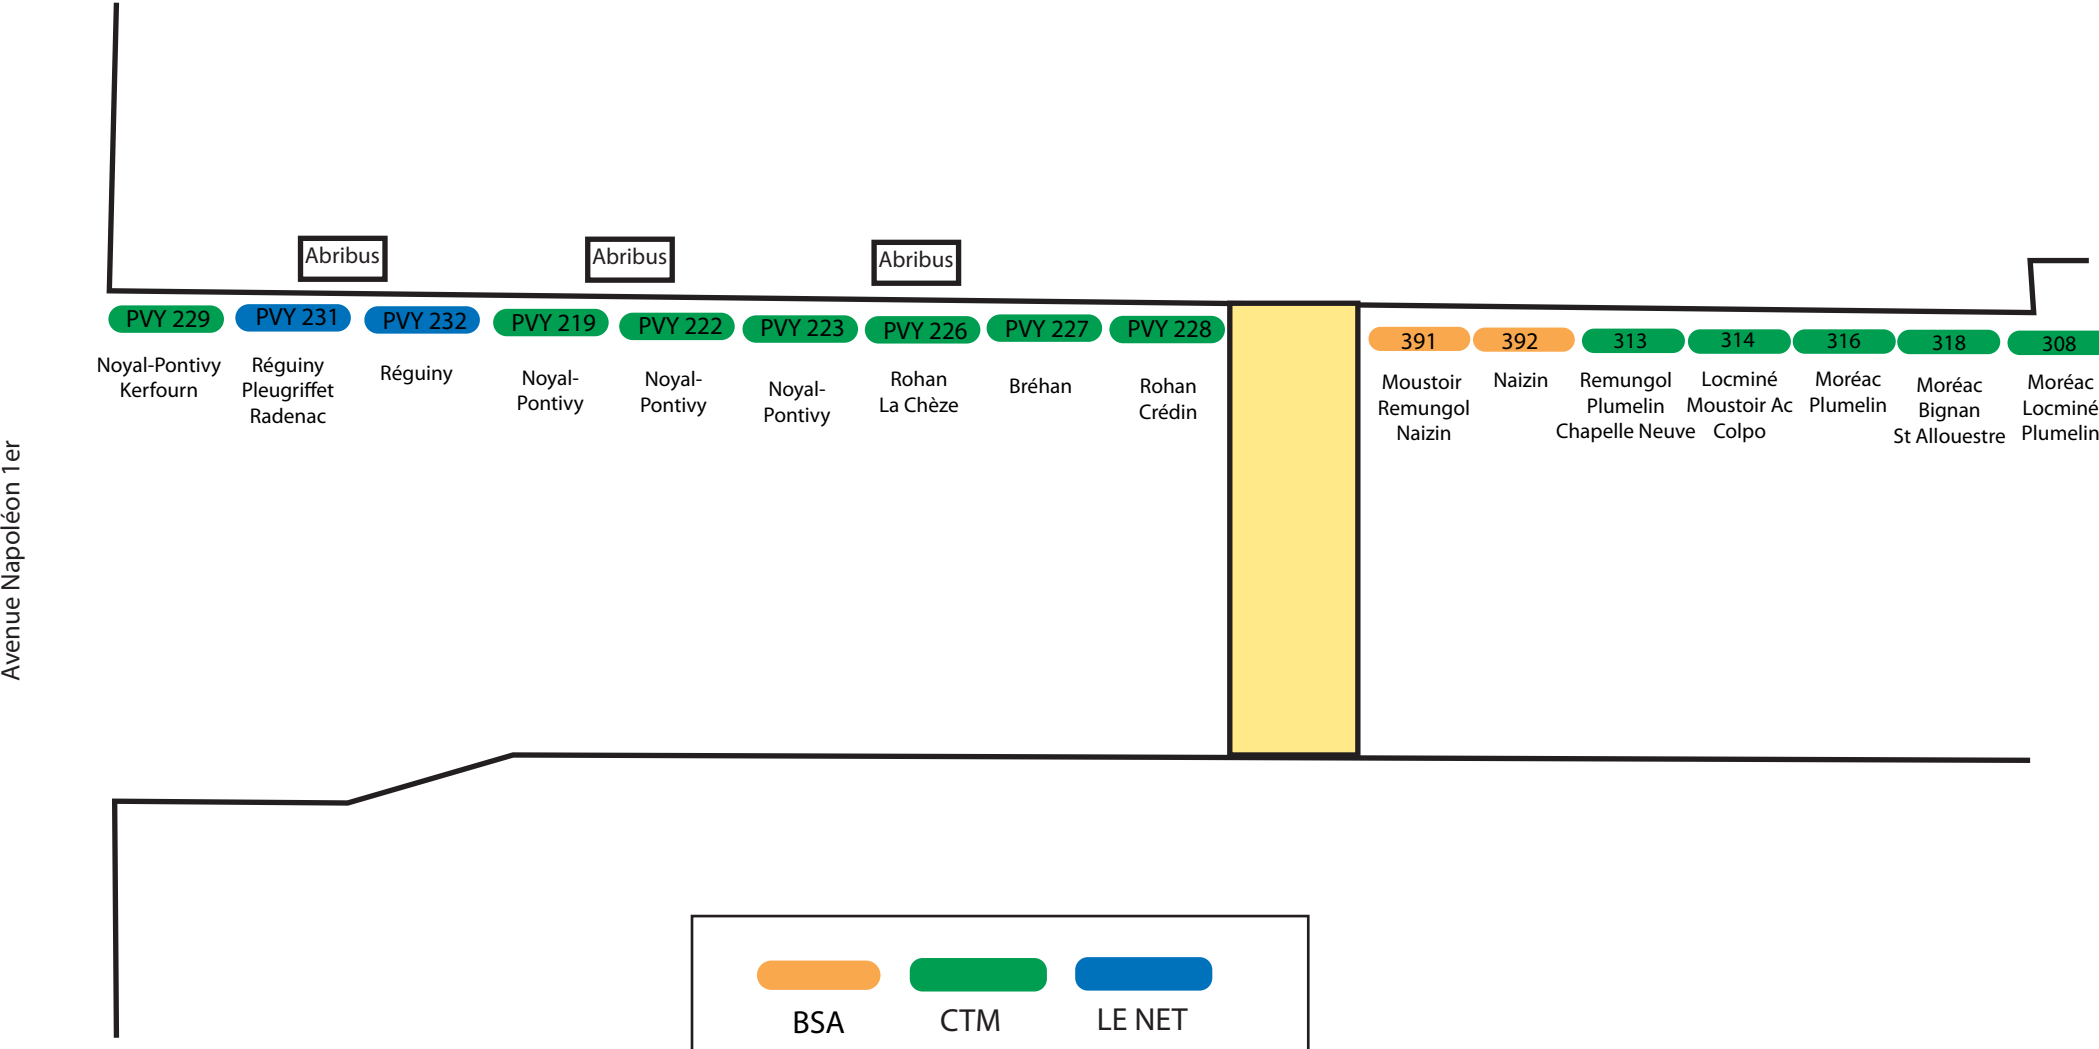 Avenue Napoléon 1er
Abribus
Abribus
Abribus
PVY 229
Noyal-Pontivy
Kerfourn
PVY 231
Réguiny
Pleugriffet
Radenac
PVY 232
Réguiny
PVY 219
Noyal-
Pontivy
PVY 222
Noyal-
Pontivy
PVY 223
Noyal-
Pontivy
PVY 226
Rohan
La Chèze
PVY 227
Bréhan
PVY 228
Rohan
Crédin
391
Moustoir
Remungol
Naizin
392
Naizin
313
Remungol
Plumelin
Chapelle Neuve
314
Locminé
Moustoir Ac
Colpo
316
Moréac
Plumelin
318
Moréac
Bignan
St Allouestre
308
Moréac
Locminé
Plumelin
BSA
CTM
LE NET